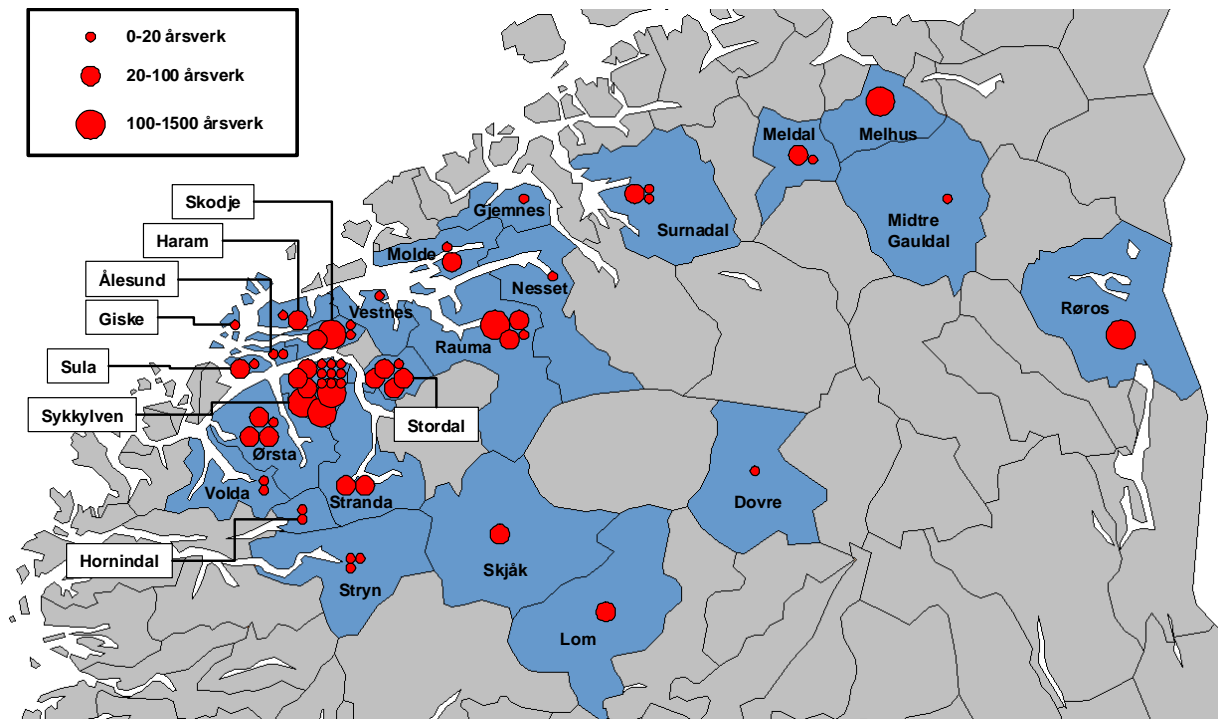 0-20 årsverk
20-100 årsverk
100-1500 årsverk
Meldal
Melhus
Skodje
Gjemnes
Surnadal
Midtre
Gauldal
Haram
Molde
Ålesund
Nesset
Vestnes
Røros
Giske
Rauma
Sula
Sykkylven
Stordal
Ørsta
Volda
Stranda
Dovre
Hornindal
Skjåk
Stryn
Lom